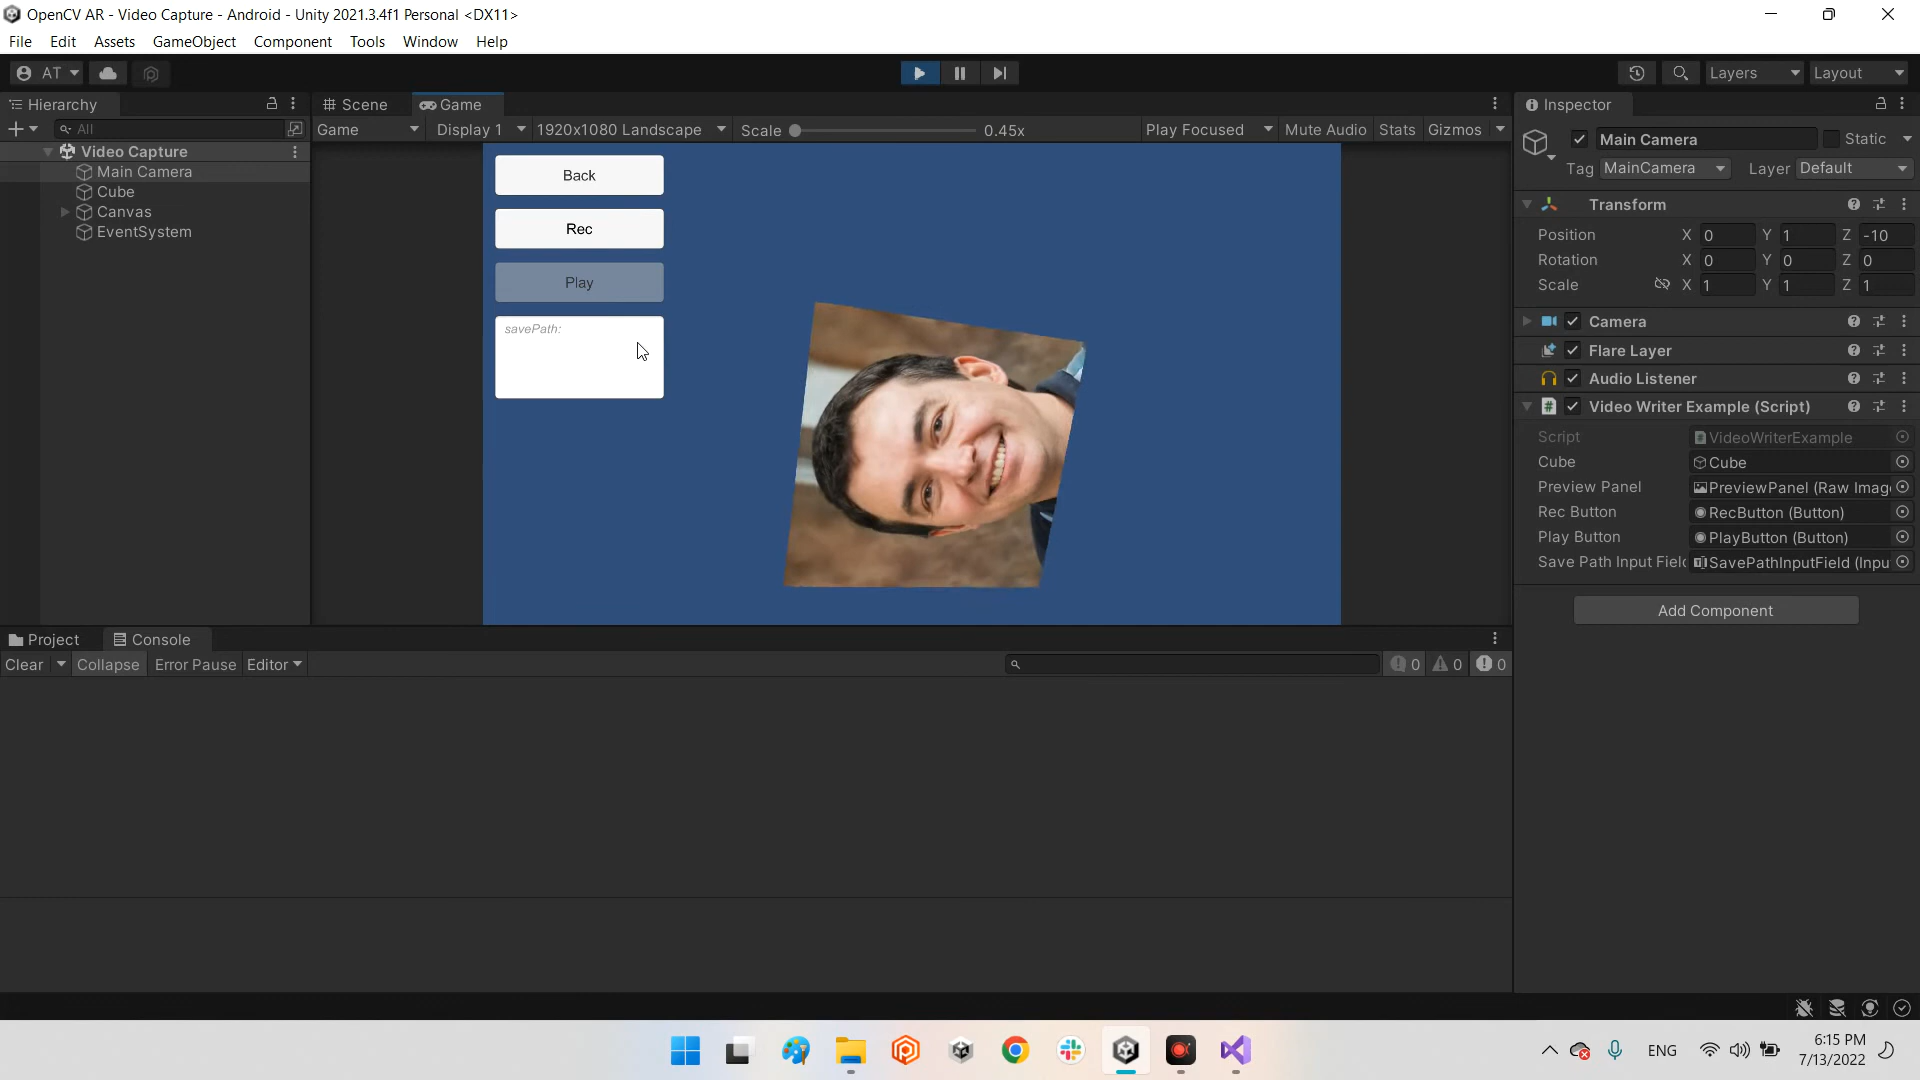 OpenCV AR - Video Capture - Android - Unity 2021.3.4f1 Personal <DX11>
File Edit Assets GameObject Component Tools Window Help
AT
Layers Layout
Hierarchy
All
Video Capture
Main Camera
Cube
Canvas
EventSystem
Scene Game
Game Display 1 1920x1080 Landscape Scale 0.45x Play Focused Mute Audio Stats Gizmos
Back
Rec
Play
savePath:
Inspector
Main Camera Static
Tag MainCamera Layer Default
Transform
Position X 0 Y 1 Z -10
Rotation X 0 Y 0 Z 0
Scale X 1 Y 1 Z 1
Camera
Flare Layer
Audio Listener
# Video Writer Example (Script)
Script VideoWriterExample
Cube Cube
Preview Panel PreviewPanel (Raw Imag
Rec Button RecButton (Button)
Play Button PlayButton (Button)
Save Path Input Fiel SavePathInputField (Inpu
Add Component
Project Console
Clear Collapse Error Pause Editor 0 0 0
ENG
6:15 PM
7/13/2022